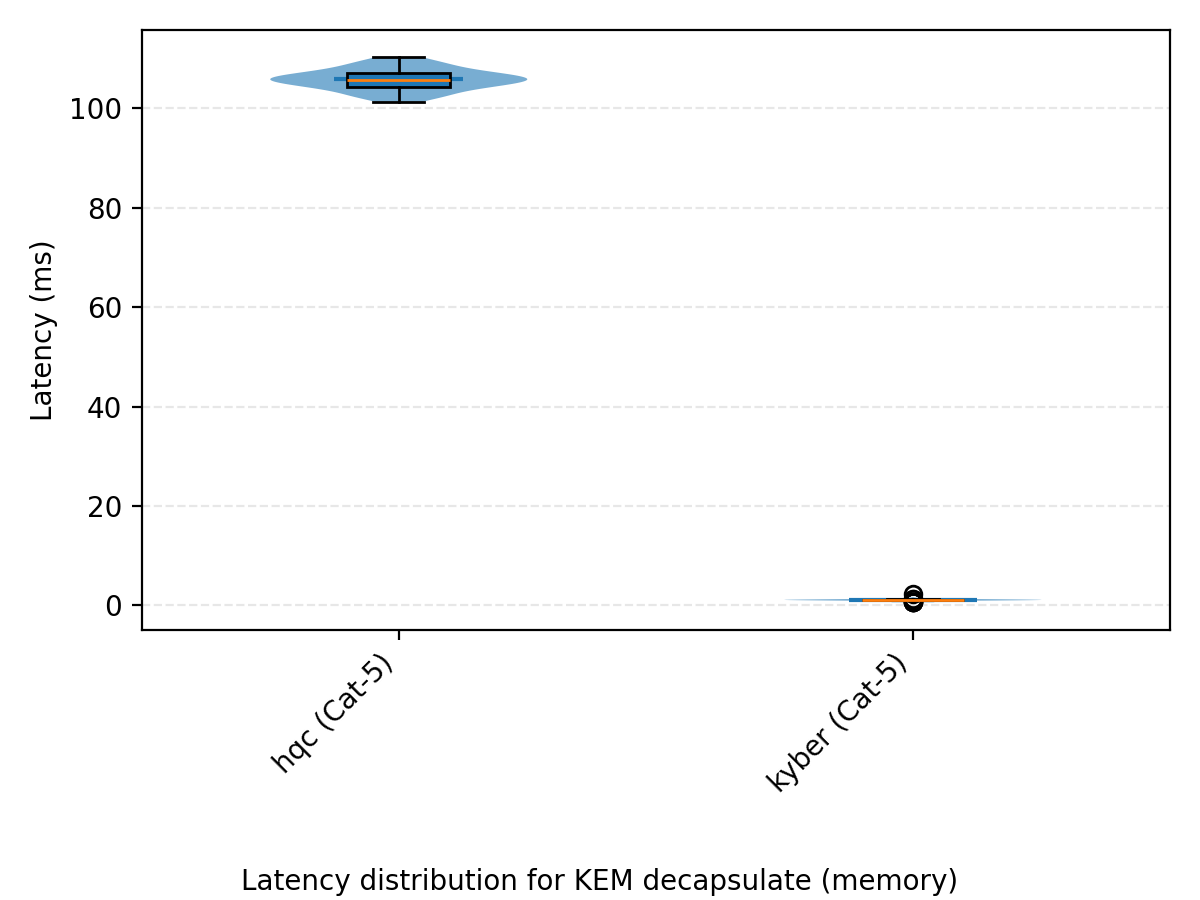 100
80
60
40
20
0
Latency (ms)
hqc (Cat-5)
kyber (Cat-5)
Latency distribution for KEM decapsulate (memory)